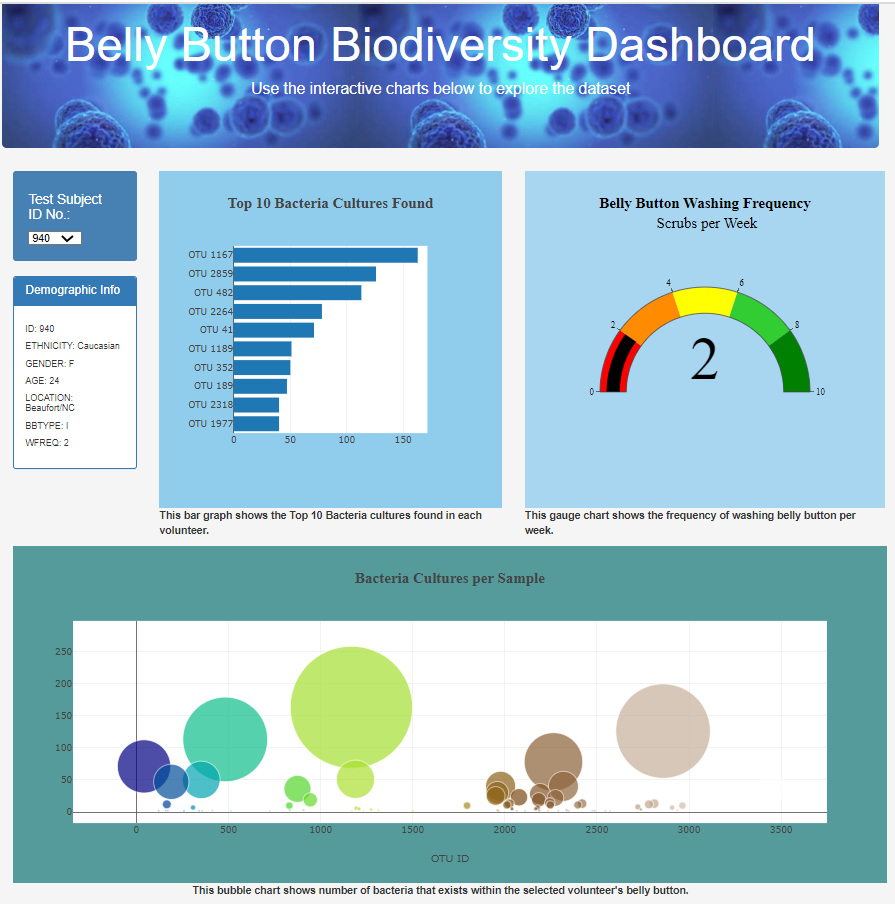 Belly Button Biodiversity Dashboard
Use the interactive charts below to explore the dataset
Test Subject
ID No.:
940
Demographic Info
ID: 940
ETHNICITY: Caucasian
GENDER: F
AGE: 24
LOCATION:
Beaufort/NC
BBTYPE: I
WFREQ: 2
Top 10 Bacteria Cultures Found
OTU 1167
OTU 2859
OTU 482
OTU 2264
OTU 41
OTU 1189
OTU 352
OTU 189
OTU 2318
OTU 1977
0 50 100 150
This bar graph shows the Top 10 Bacteria cultures found in each
volunteer.
Belly Button Washing Frequency
Scrubs per Week
4 6
2 8
2
0 10
This gauge chart shows the frequency of washing belly button per
week.
Bacteria Cultures per Sample
250
200
150
100
50
0
0 500 1000 1500 2000 2500 3000 3500
OTU ID
This bubble chart shows number of bacteria that exists within the selected volunteer's belly button.